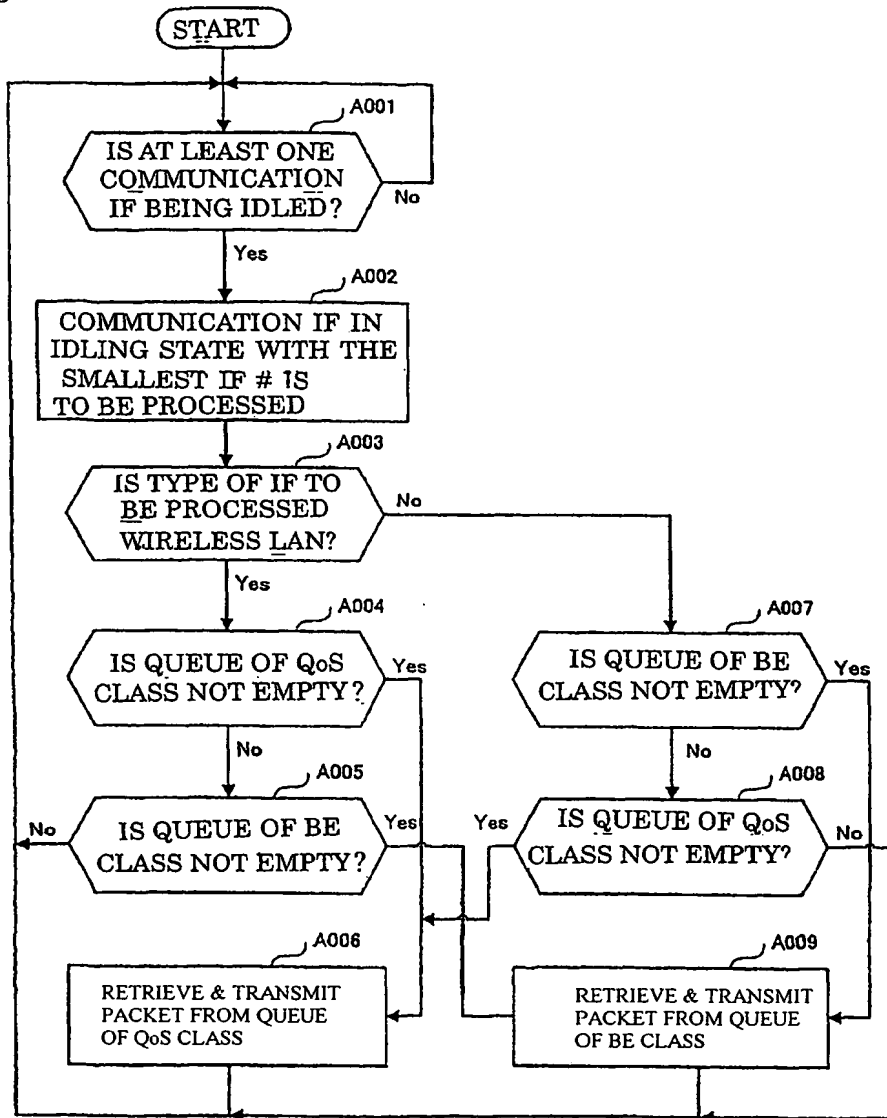 START
A001
IS AT LEAST ONE
COMMUNICATION
IF BEING IDLED?
No
Yes
A002
COMMUNICATION IF IN
IDLING STATE WITH THE
SMALLEST IF # IS
TO BE PROCESSED
A003
IS TYPE OF IF TO
BE PROCESSED
WIRELESS LAN?
No
Yes
A004
IS QUEUE OF QoS
CLASS NOT EMPTY?
Yes
No
A007
IS QUEUE OF BE
CLASS NOT EMPTY?
Yes
No
A005
No
IS QUEUE OF BE
CLASS NOT EMPTY?
Yes
A008
Yes
IS QUEUE OF QoS
CLASS NOT EMPTY?
No
A006
RETRIEVE & TRANSMIT
PACKET FROM QUEUE
OF QoS CLASS
A009
RETRIEVE & TRANSMIT
PACKET FROM QUEUE
OF BE CLASS